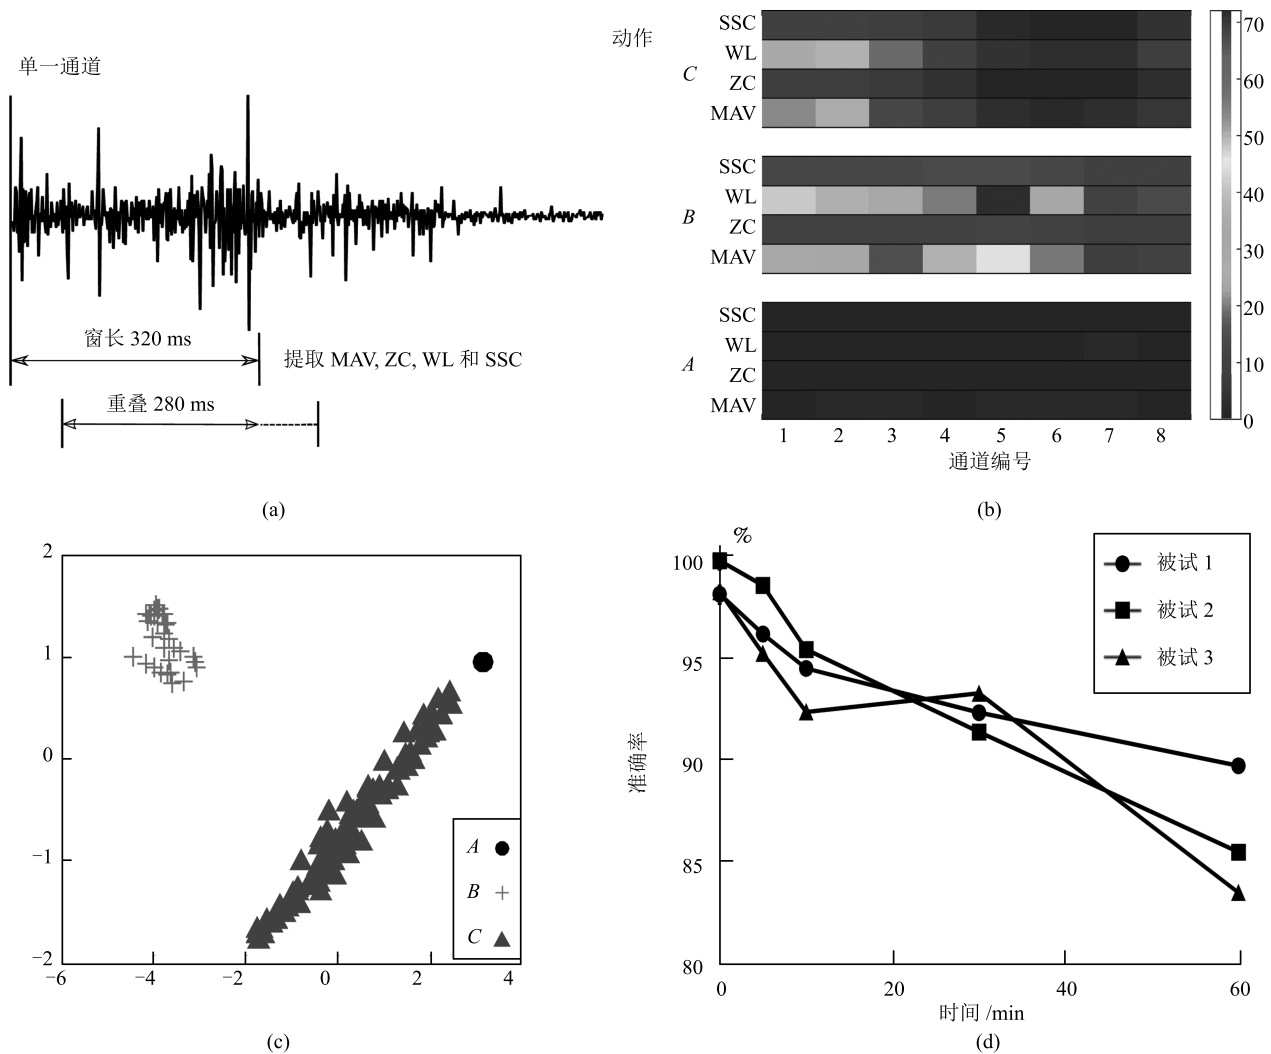 单一通道
窗长 320 ms
提取 MAV, ZC, WL 和 SSC
重叠 280 ms
(a)
动作
C
SSC
WL
ZC
MAV
B
SSC
WL
ZC
MAV
A
SSC
WL
ZC
MAV
1 2 3 4 5 6 7 8
通道编号
70
60
50
40
30
20
10
0
(b)
2
1
0
−1
−2
−6 −4 −2 0 2 4
A
B
C
(c)
%
100
95
90
85
80
准确率
0 20 40 60
时间 /min
被试 1
被试 2
被试 3
(d)